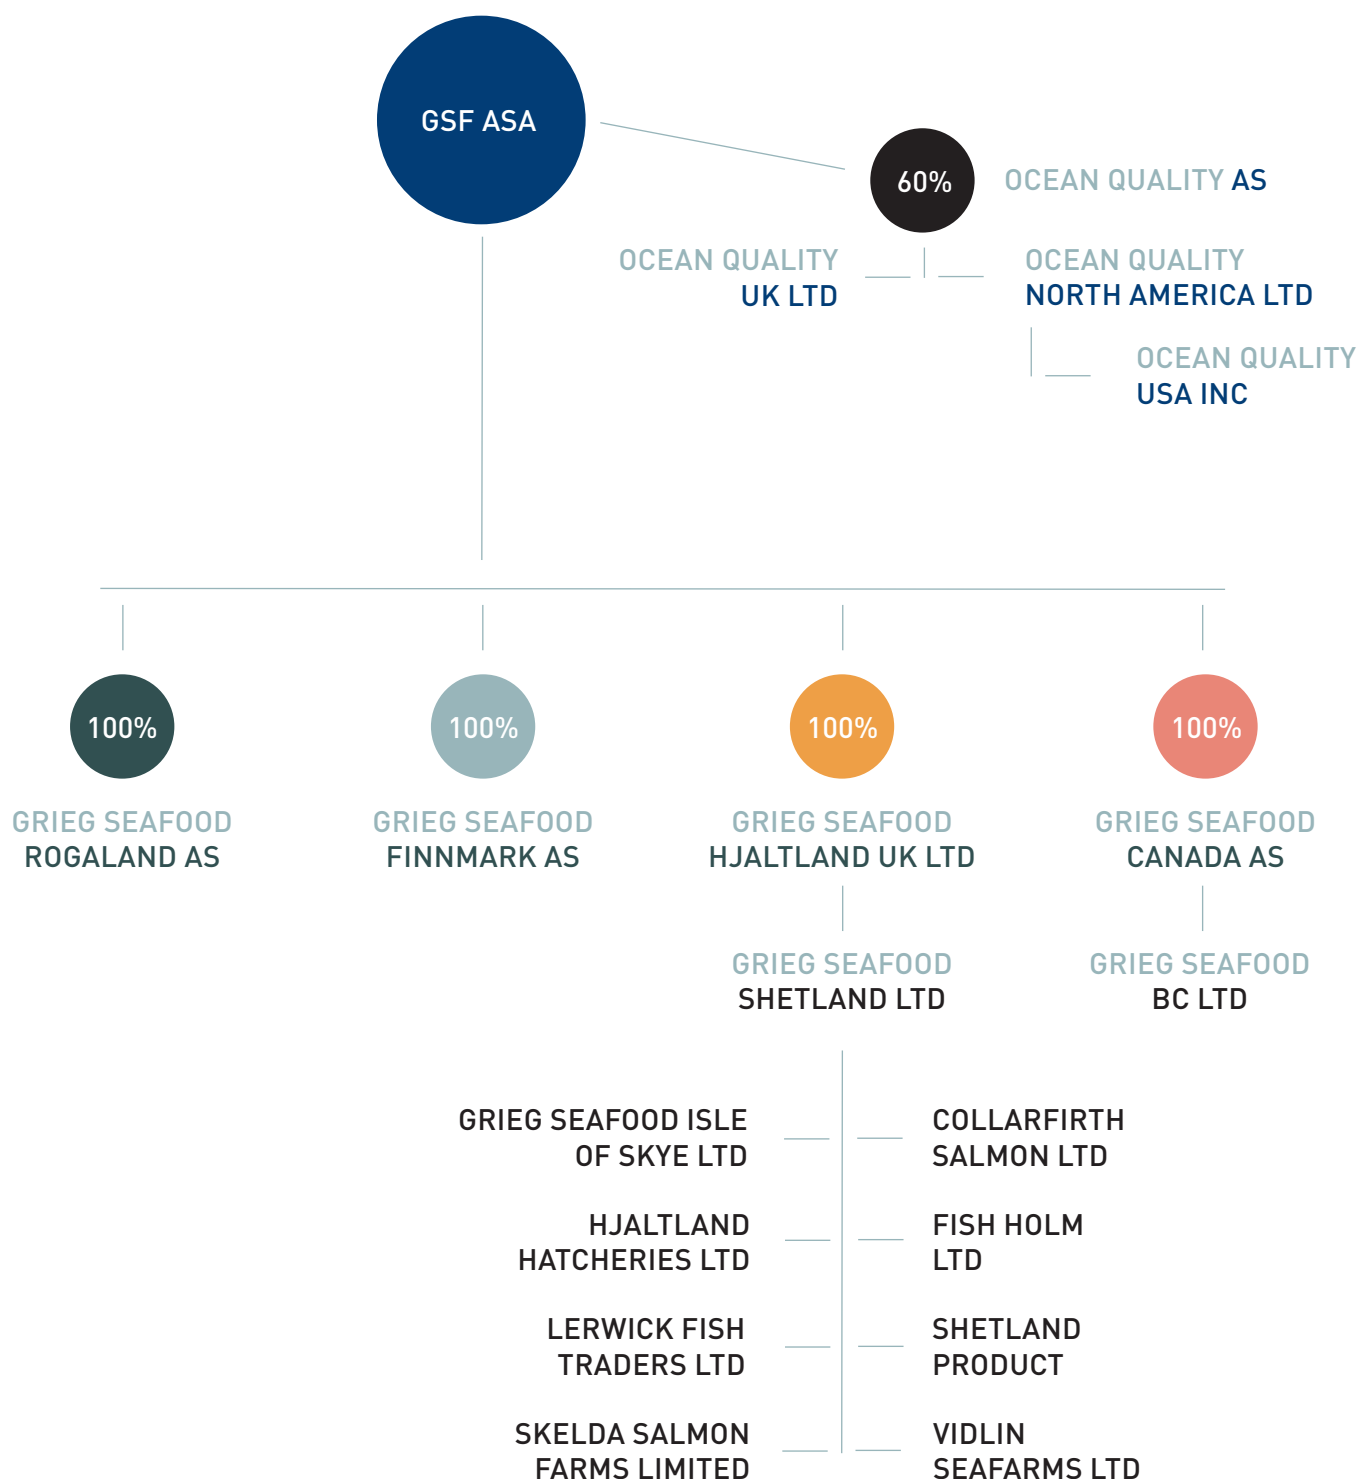 GSF ASA
60%
OCEAN QUALITY AS
OCEAN QUALITY
UK LTD
OCEAN QUALITY
NORTH AMERICA LTD
OCEAN QUALITY
USA INC
100%
100%
100%
100%
GRIEG SEAFOOD
ROGALAND AS
GRIEG SEAFOOD
FINNMARK AS
GRIEG SEAFOOD
HJALTLAND UK LTD
GRIEG SEAFOOD
CANADA AS
GRIEG SEAFOOD
SHETLAND LTD
GRIEG SEAFOOD
BC LTD
GRIEG SEAFOOD ISLE
OF SKYE LTD
COLLARFIRTH
SALMON LTD
HJALTLAND
HATCHERIES LTD
FISH HOLM
LTD
LERWICK FISH
TRADERS LTD
SHETLAND
PRODUCT
SKELDA SALMON
FARMS LIMITED
VIDLIN
SEAFARMS LTD